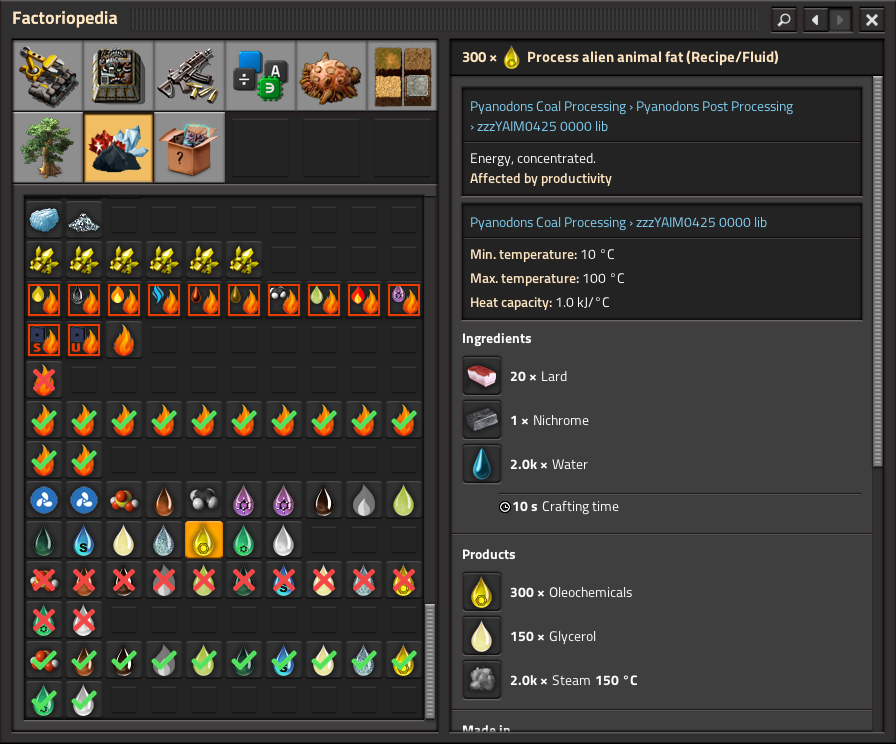 Factoriopedia
300 × Process alien animal fat (Recipe/Fluid)
Pyanodons Coal Processing › Pyanodons Post Processing
› zzzYAIM0425 0000 lib
Energy, concentrated.
Affected by productivity
Pyanodons Coal Processing › zzzYAIM0425 0000 lib
Min. temperature: 10 °C
Max. temperature: 100 °C
Heat capacity: 1.0 kJ/°C
Ingredients
20 × Lard
1 × Nichrome
2.0k × Water
10 s Crafting time
Products
300 × Oleochemicals
150 × Glycerol
2.0k × Steam 150 °C
Made in